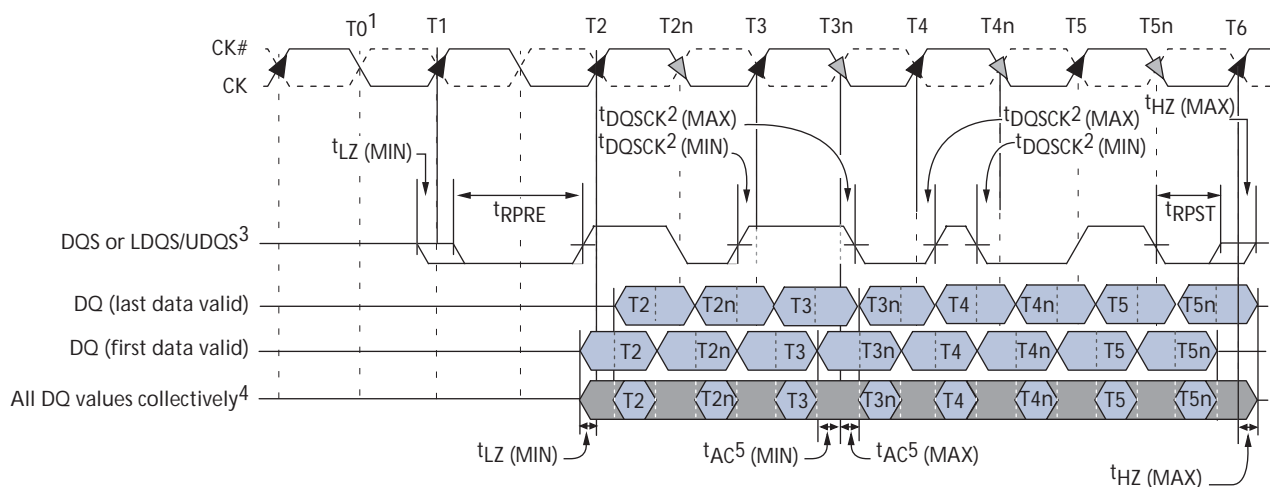 T0¹ T1 T2 T2n T3 T3n T4 T4n T5 T5n T6
CK#
CK
tDQSCK² (MAX) tDQSCK² (MAX) tHZ (MAX)
tLZ (MIN) tDQSCK² (MIN) tDQSCK² (MIN)
tRPRE tRPST
DQS or LDQS/UDQS³
DQ (last data valid) T2 T2n T3 T3n T4 T4n T5 T5n
DQ (first data valid) T2 T2n T3 T3n T4 T4n T5 T5n
All DQ values collectively⁴ T2 T2n T3 T3n T4 T4n T5 T5n
tLZ (MIN) tAC⁵ (MIN) tAC⁵ (MAX) tHZ (MAX)